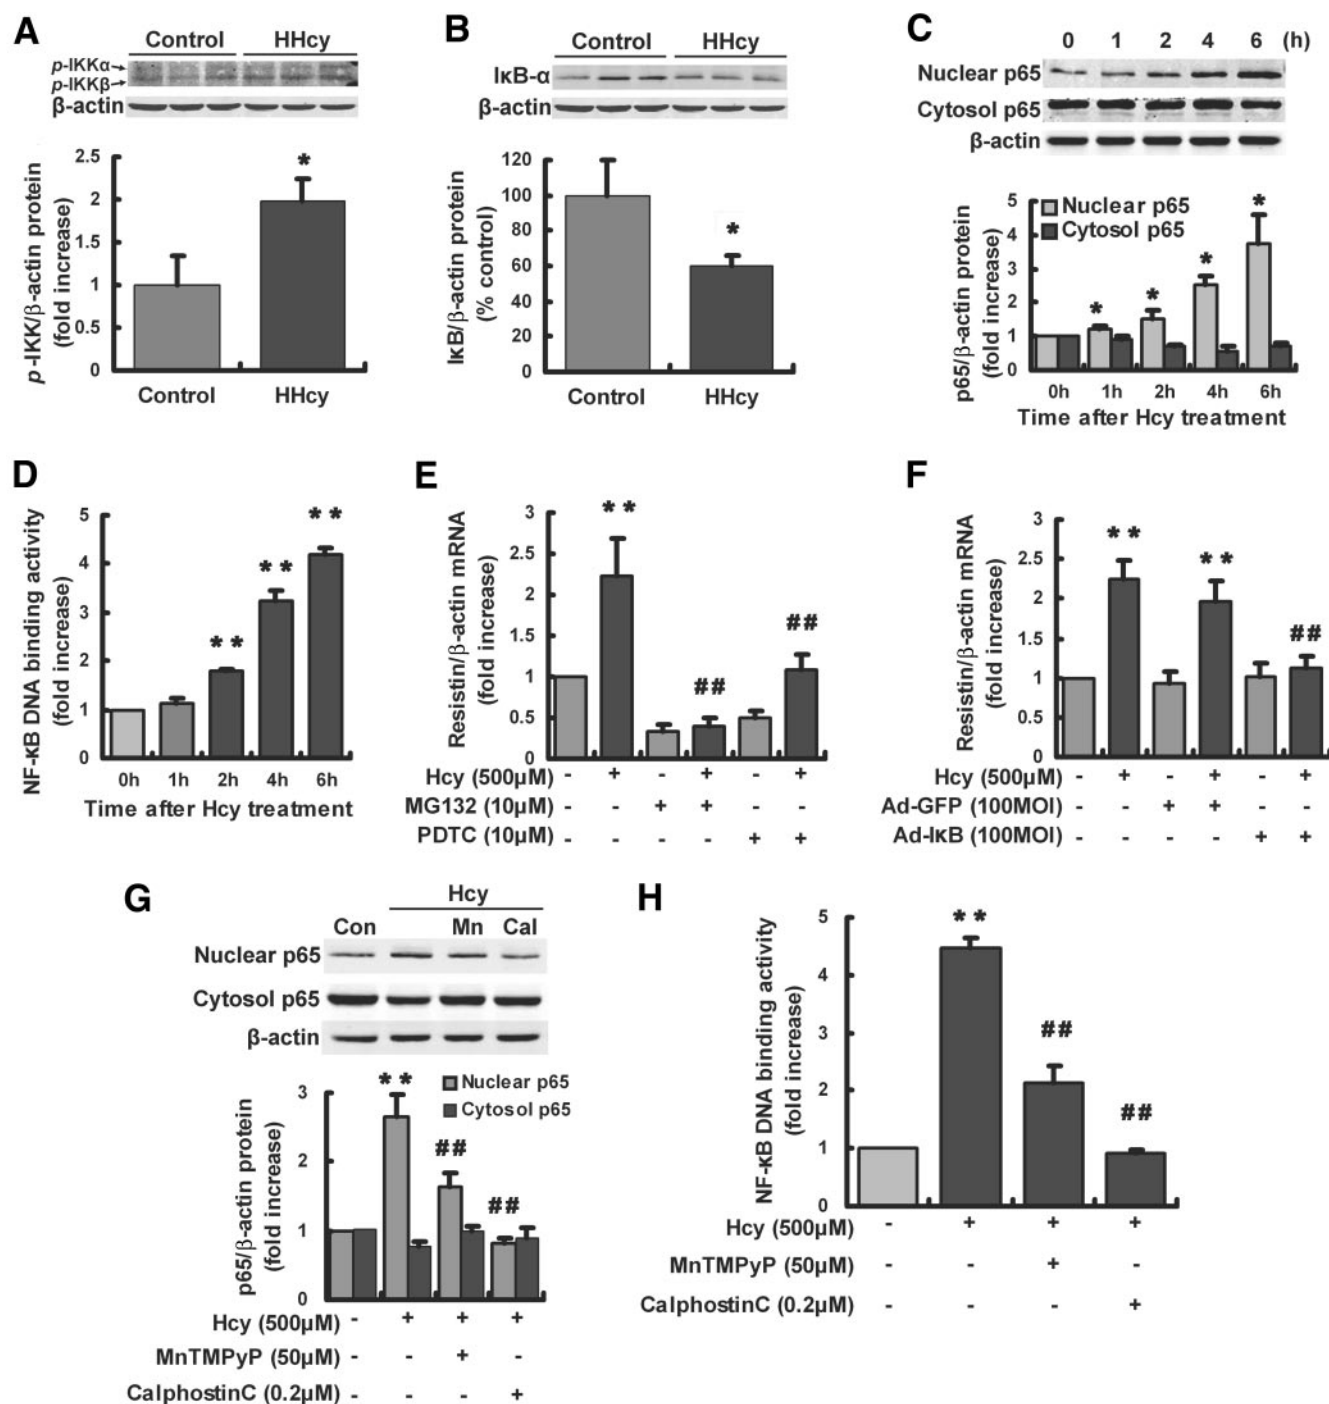 A
Control HHcy
p-IKKα
p-IKKβ
β-actin
p-IKK/β-actin protein
(fold increase)
2.5
2
1.5
1
0.5
0
*
Control HHcy
B
Control HHcy
IκB-α
β-actin
IκB/β-actin protein
(% control)
120
100
80
60
40
20
0
*
Control HHcy
C
0 1 2 4 6 (h)
Nuclear p65
Cytosol p65
β-actin
p65/β-actin protein
(fold increase)
5
4
3
2
1
0
Nuclear p65
Cytosol p65
* * * *
0h 1h 2h 4h 6h
Time after Hcy treatment
D
NF-κB DNA binding activity
(fold increase)
5
4
3
2
1
0
** ** **
0h 1h 2h 4h 6h
Time after Hcy treatment
E
Resistin/β-actin mRNA
(fold increase)
3
2.5
2
1.5
1
0.5
0
** ## ##
Hcy (500μM) - + - + - +
MG132 (10μM) - - + + - -
PDTC (10μM) - - - - + +
F
Resistin/β-actin mRNA
(fold increase)
3
2.5
2
1.5
1
0.5
0
** ** ##
Hcy (500μM) - + - + - +
Ad-GFP (100MOI) - - + + - -
Ad-IκB (100MOI) - - - - + +
G
Hcy
Con Mn Cal
Nuclear p65
Cytosol p65
β-actin
p65/β-actin protein
(fold increase)
3
2
1
0
Nuclear p65
Cytosol p65
** ## ##
Hcy (500μM) - + + +
MnTMPyP (50μM) - - + -
CalphostinC (0.2μM) - - - +
H
NF-κB DNA binding activity
(fold increase)
5
4
3
2
1
0
** ## ##
Hcy (500μM) - + + +
MnTMPyP (50μM) - - + -
CalphostinC (0.2μM) - - - +